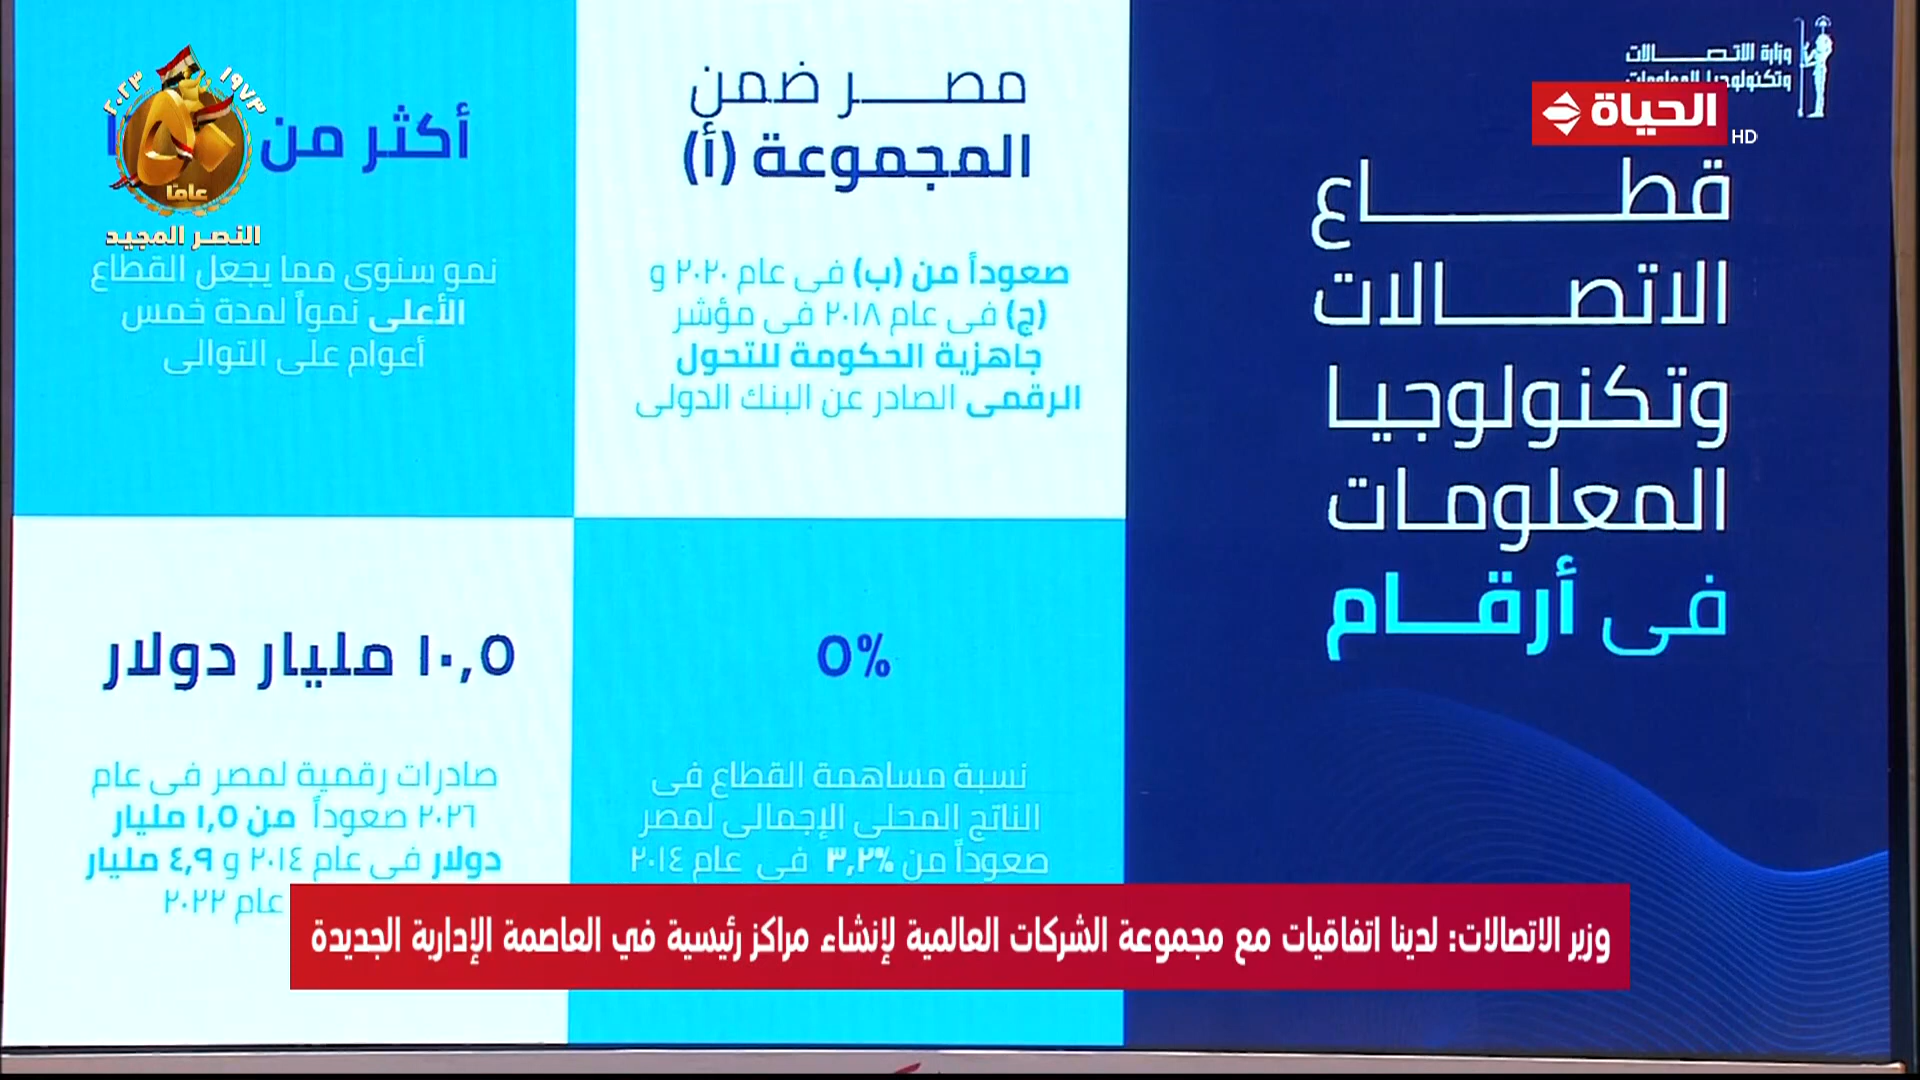 وزارة الاتصالات
وتكنولوجيا المعلومات
الحياة
HD
قطاع
الاتصالات
وتكنولوجيا
المعلومات
فى أرقام
مصر ضمن
المجموعة (أ)
صعوداً من (ب) فى عام ٢٠٢٠ و
(ج) فى عام ٢٠١٨ فى مؤشر
جاهزية الحكومة للتحول
الرقمى الصادر عن البنك الدولى
أكثر من
نمو سنوى مما يجعل القطاع
الأعلى نمواً لمدة خمس
أعوام على التوالى
١٩٧٣
٢٠٢٣
٥٠
عامًا
النصر المجيد
٥%
نسبة مساهمة القطاع فى
الناتج المحلى الإجمالى لمصر
صعوداً من ٣,٢% فى عام ٢٠١٤
١٠,٥ مليار دولار
صادرات رقمية لمصر فى عام
٢٠٢٦ صعوداً من ١,٥ مليار
دولار فى عام ٢٠١٤ و ٤,٩ مليار
عام ٢٠٢٢
وزير الاتصالات: لدينا اتفاقيات مع مجموعة الشركات العالمية لإنشاء مراكز رئيسية في العاصمة الإدارية الجديدة